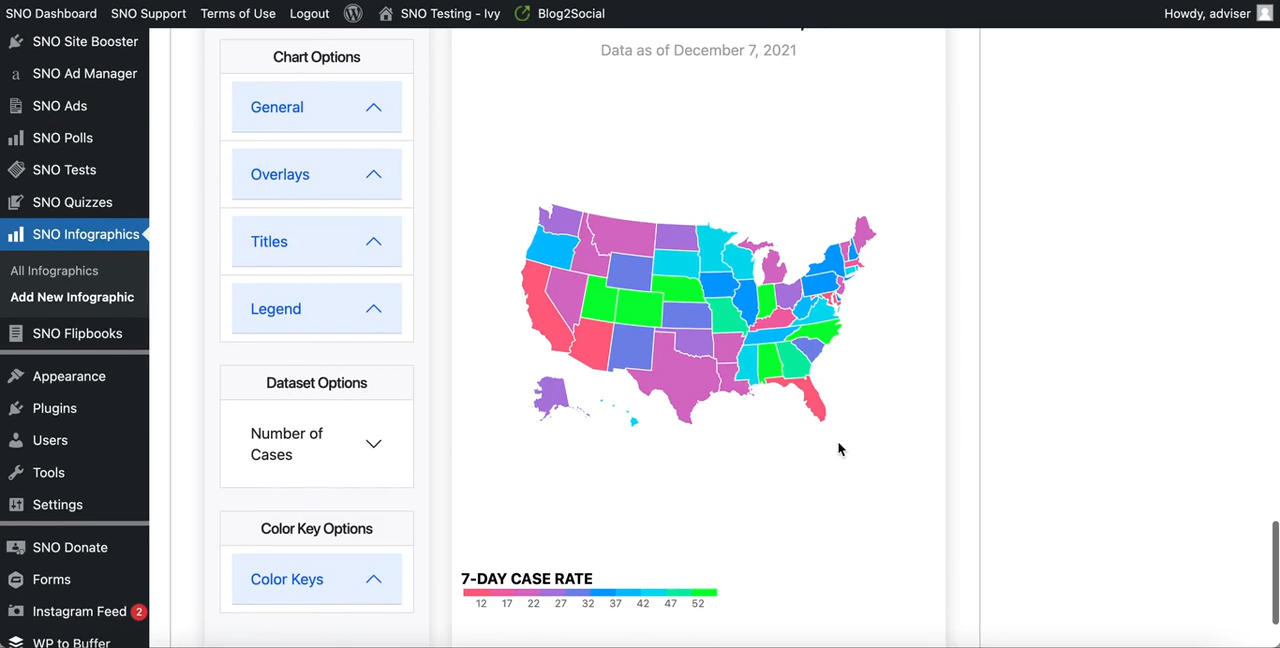 SNO Dashboard SNO Support Terms of Use Logout SNO Testing - Ivy Blog2Social Howdy, adviser
SNO Site Booster
SNO Ad Manager
SNO Ads
SNO Polls
SNO Tests
SNO Quizzes
SNO Infographics
All Infographics
Add New Infographic
SNO Flipbooks
Appearance
Plugins
Users
Tools
Settings
SNO Donate
Forms
Instagram Feed 2
WP to Buffer
Chart Options
General
Overlays
Titles
Legend
Dataset Options
Number of
Cases
Color Key Options
Color Keys
Data as of December 7, 2021
7-DAY CASE RATE
12 17 22 27 32 37 42 47 52